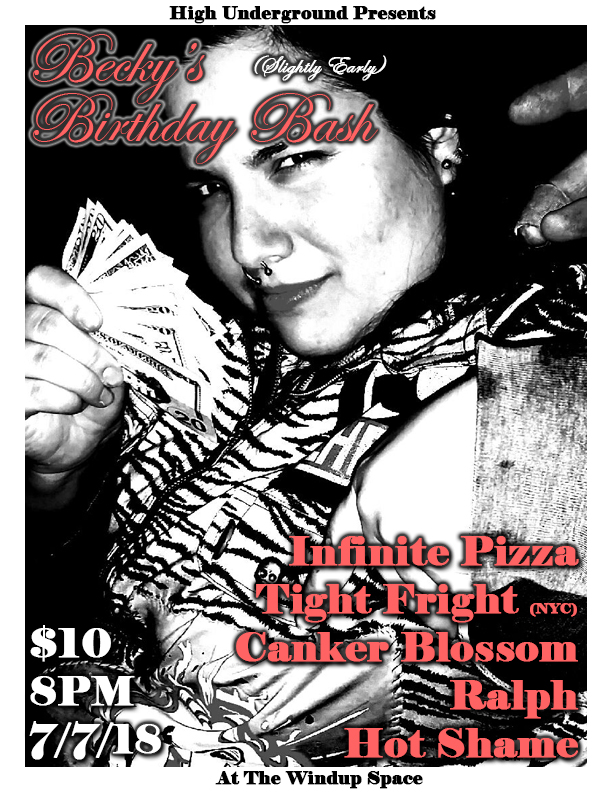 High Underground Presents
Becky's
(Slightly Early)
Birthday Bash
20
Infinite Pizza
Tight Fright (NYC)
Canker Blossom
Ralph
Hot Shame
$10
8PM
7/7/18
At The Windup Space